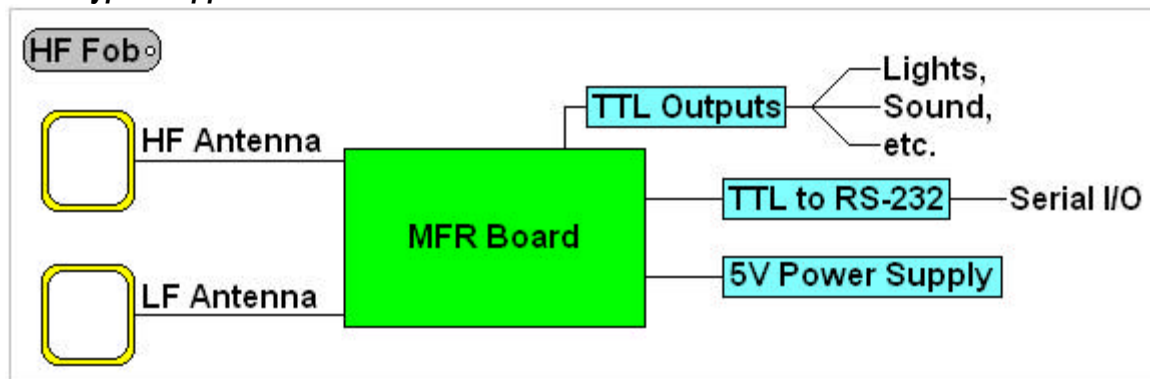 HF Fob
HF Antenna
LF Antenna
MFR Board
TTL Outputs
Lights,
Sound,
etc.
TTL to RS-232
Serial I/O
5V Power Supply